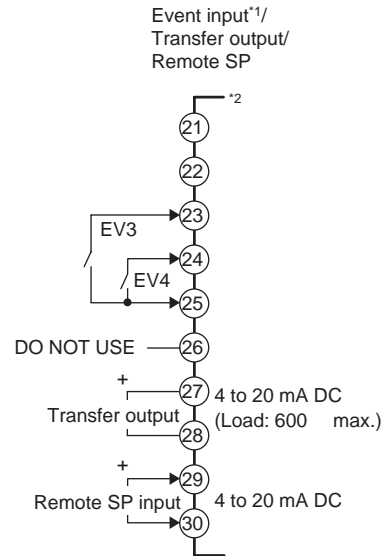 Event input*1/
Transfer output/
Remote SP
*2
21
22
23
EV3
24
EV4
25
DO NOT USE
26
+
27
4 to 20 mA DC
Transfer output
(Load: 600 max.)
28
+
29
Remote SP input
4 to 20 mA DC
30